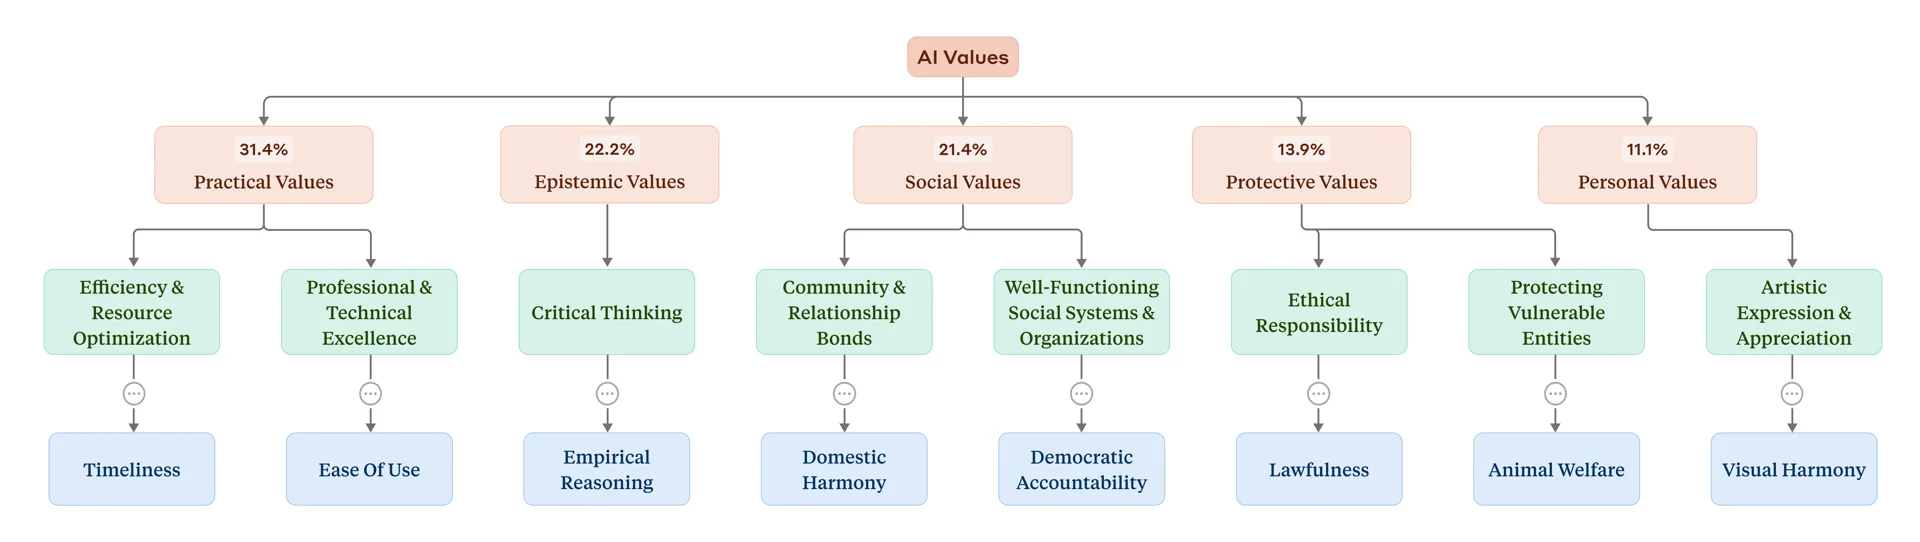 AI Values
31.4%
Practical Values
22.2%
Epistemic Values
21.4%
Social Values
13.9%
Protective Values
11.1%
Personal Values
Efficiency &
Resource
Optimization
Professional &
Technical
Excellence
Critical Thinking
Community &
Relationship
Bonds
Well-Functioning
Social Systems &
Organizations
Ethical
Responsibility
Protecting
Vulnerable
Entities
Artistic
Expression &
Appreciation
Timeliness
Ease Of Use
Empirical
Reasoning
Domestic
Harmony
Democratic
Accountability
Lawfulness
Animal Welfare
Visual Harmony